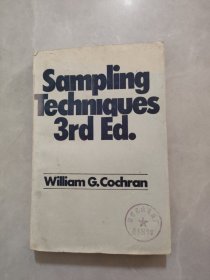 Sampling
Techniques
3rd Ed.
William G. Cochran